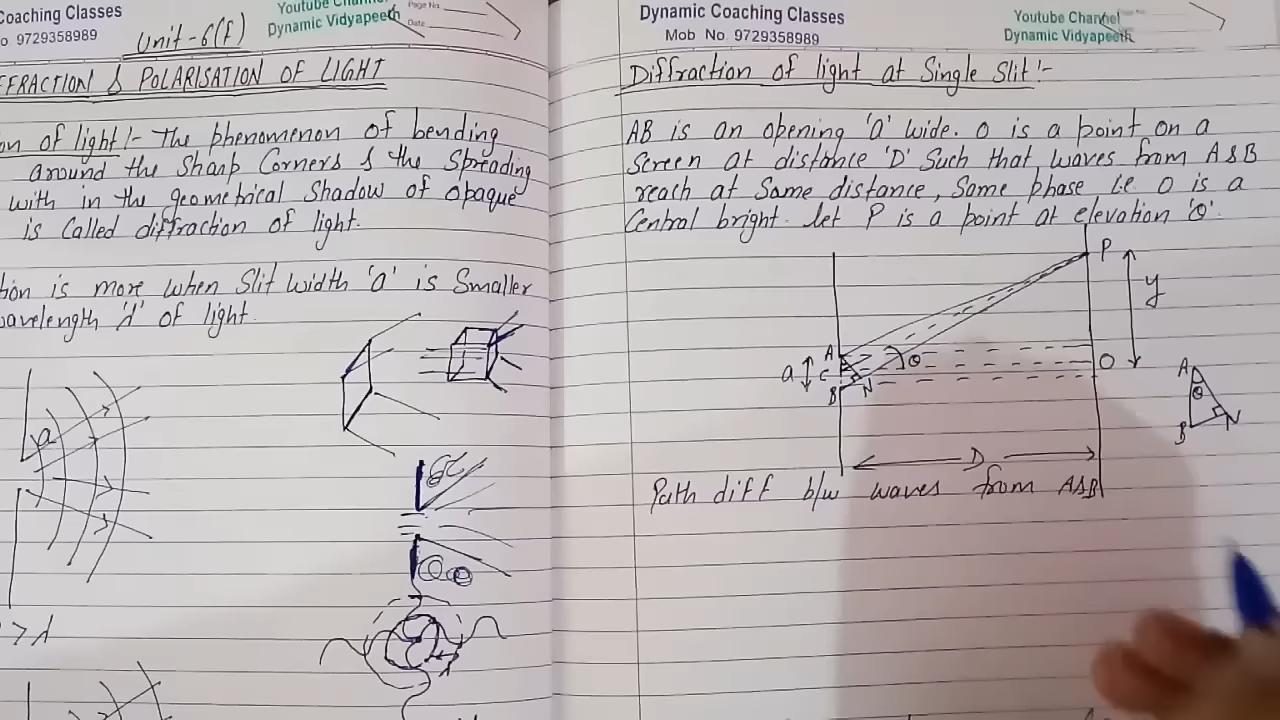 Coaching Classes
o 9729358989
Unit-6(F)
Youtube Channel
Dynamic Vidyapeeth
Page No.
Date
FFRACTION & POLARISATION OF LIGHT
on of light :- The phenomenon of bending
around the Sharp Corners & the Spreading
with in the geometrical Shadow of opaque
is Called diffraction of light.
tion is more when Slit width 'a' is Smaller
wavelength 'λ' of light.
a
> λ
Dynamic Coaching Classes
Mob No 9729358989
Youtube Channel
Dynamic Vidyapeeth
Diffraction of light at Single Slit :-
AB is an opening 'a' wide. O is a point on a
Screen at distance 'D' Such that waves from A & B
reach at Same distance, Same phase i.e O is a
Central bright. Let P is a point at elevation 'θ'.
P
y
A
a
C
θ
O
B
N
D
A
θ
B
N
Path diff b/w waves from A & B